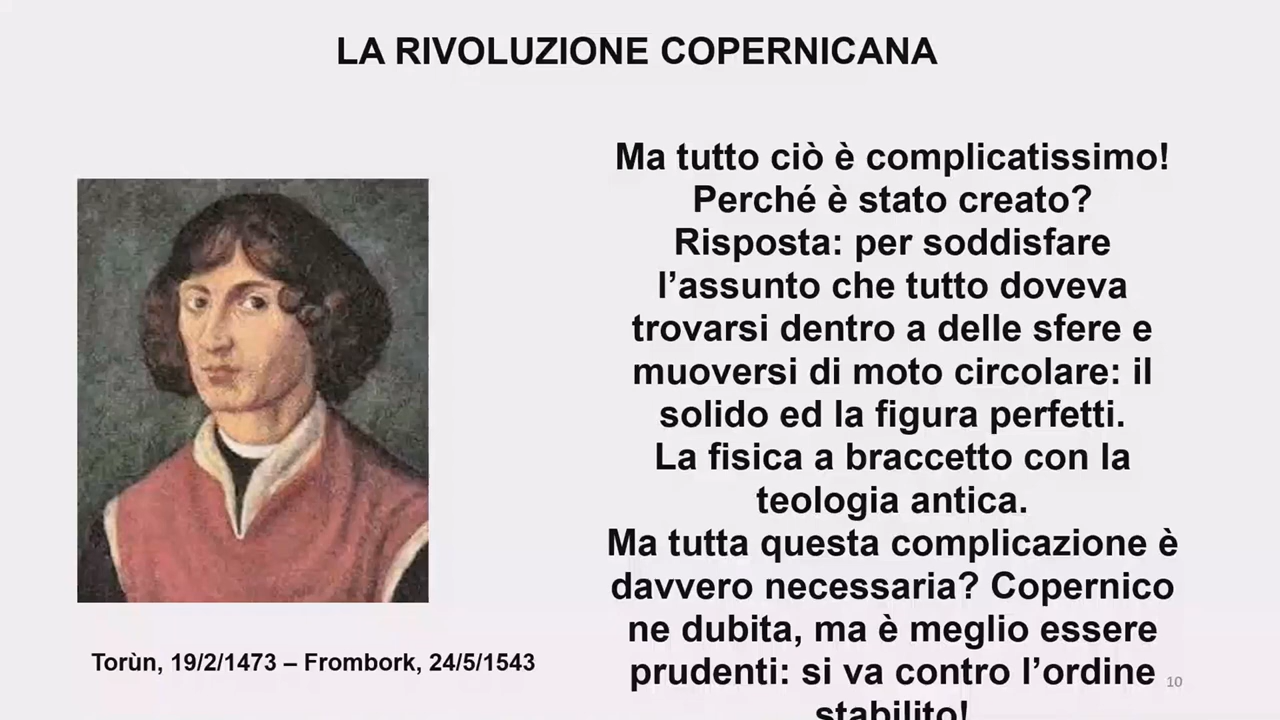 LA RIVOLUZIONE COPERNICANA
Ma tutto ciò è complicatissimo!
Perché è stato creato?
Risposta: per soddisfare
l’assunto che tutto doveva
trovarsi dentro a delle sfere e
muoversi di moto circolare: il
solido ed la figura perfetti.
La fisica a braccetto con la
teologia antica.
Ma tutta questa complicazione è
davvero necessaria? Copernico
ne dubita, ma è meglio essere
prudenti: si va contro l’ordine
stabilito!
Torùn, 19/2/1473 – Frombork, 24/5/1543
10